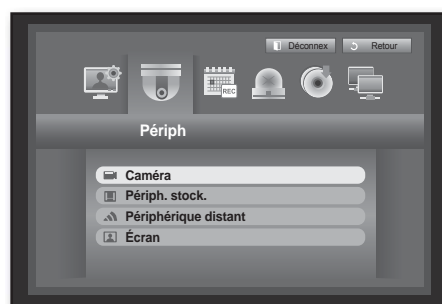 Déconnex
Retour
REC
Périph
Caméra
Périph. stock.
Périphérique distant
Écran